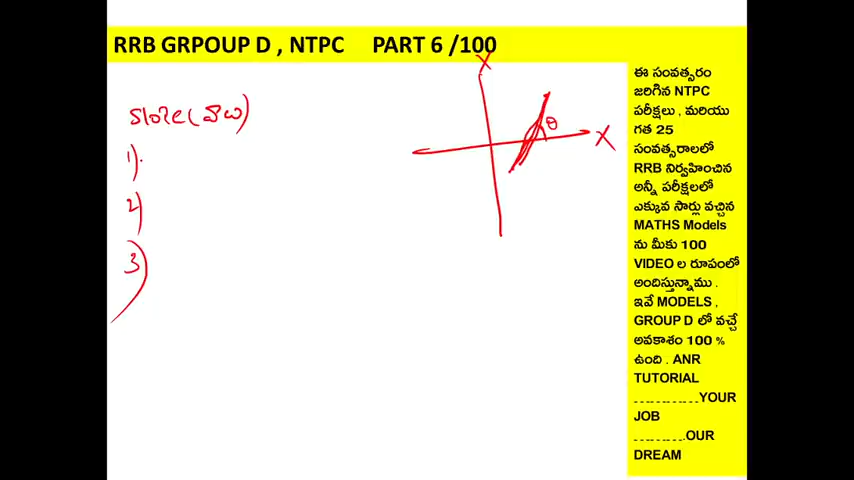 RRB GRPOUP D , NTPC PART 6 /100
slope(వాలు)
1).
2)
3)
X
θ
X
ఈ సంవత్సరం
జరిగిన NTPC
పరీక్షలు , మరియు
గత 25
సంవత్సరాలలో
RRB నిర్వహించిన
అన్నీ పరీక్షలలో
ఎక్కువ సార్లు వచ్చిన
MATHS Models
ను మీకు 100
VIDEO ల రూపంలో
అందిస్తున్నాము .
ఇవే MODELS ,
GROUP D లో వచ్చే
అవకాశం 100 %
ఉంది . ANR
TUTORIAL
.............YOUR
JOB
..........OUR
DREAM